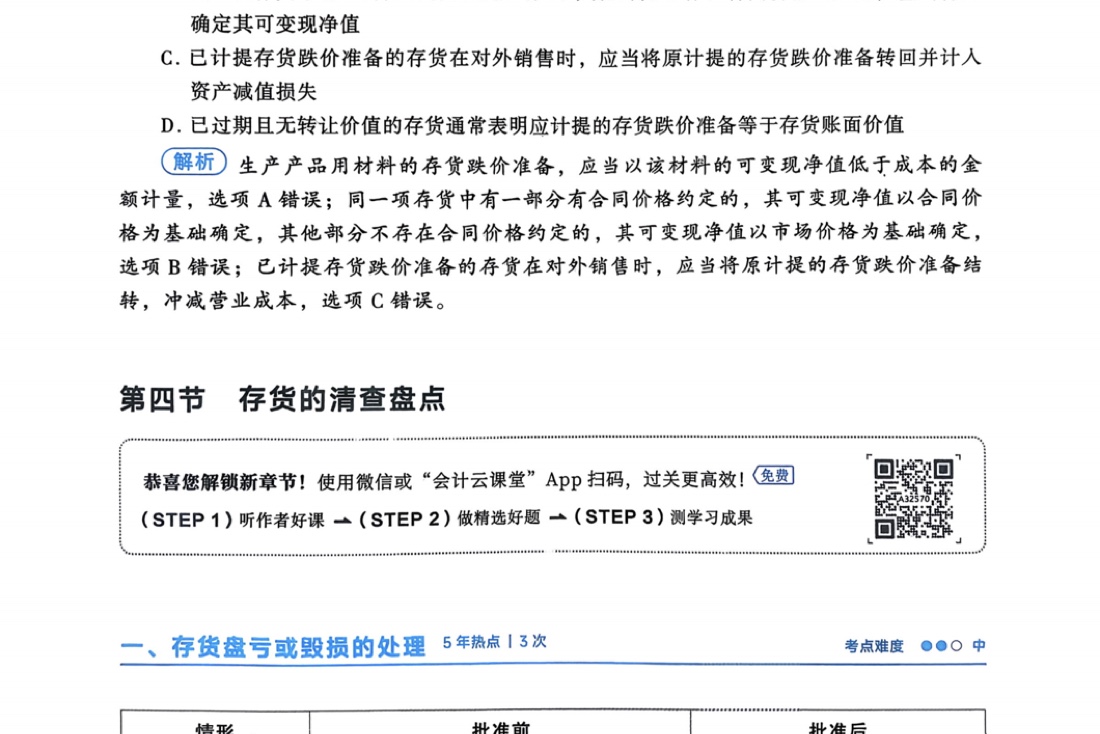 确定其可变现净值
C. 已计提存货跌价准备的存货在对外销售时，应当将原计提的存货跌价准备转回并计入
资产减值损失
D. 已过期且无转让价值的存货通常表明应计提的存货跌价准备等于存货账面价值
解析 生产产品用材料的存货跌价准备，应当以该材料的可变现净值低于成本的金
额计量，选项 A 错误；同一项存货中有一部分有合同价格约定的，其可变现净值以合同价
格为基础确定，其他部分不存在合同价格约定的，其可变现净值以市场价格为基础确定，
选项 B 错误；已计提存货跌价准备的存货在对外销售时，应当将原计提的存货跌价准备结
转，冲减营业成本，选项 C 错误。
第四节 存货的清查盘点
恭喜您解锁新章节！使用微信或“会计云课堂”App 扫码，过关更高效！免费
（STEP 1）听作者好课 ⇀（STEP 2）做精选好题 ⇀（STEP 3）测学习成果
A32570
一、存货盘亏或毁损的处理 5 年热点丨3 次 考点难度 ●●○ 中
情形 批准前 批准后